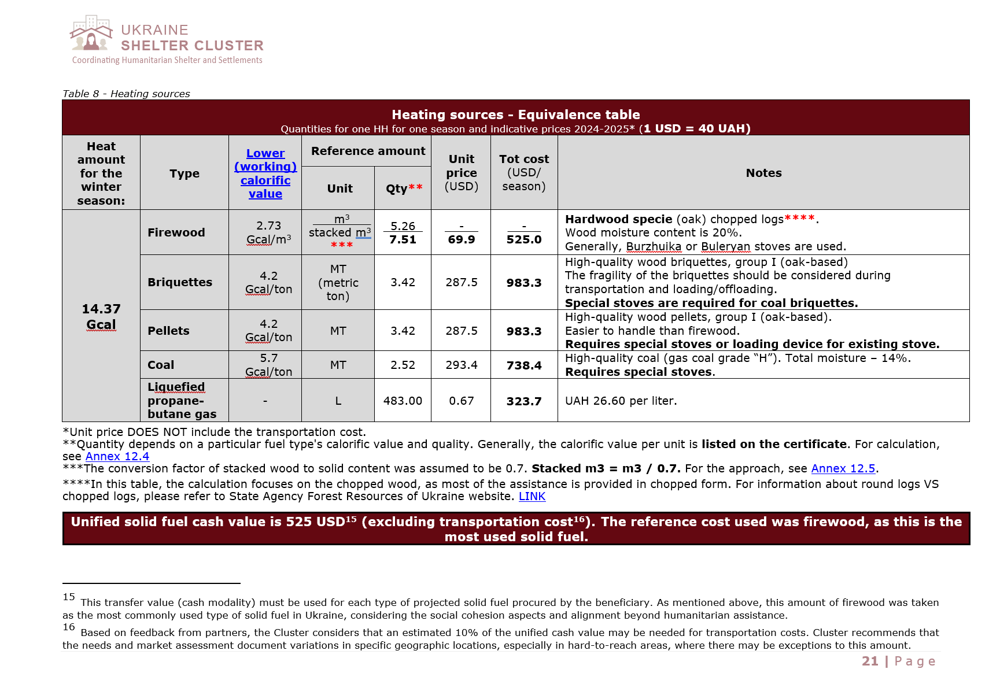 UKRAINE
SHELTER CLUSTER
Coordinating Humanitarian Shelter and Settlements
Table 8 - Heating sources
Heating sources - Equivalence table
Quantities for one HH for one season and indicative prices 2024-2025* (1 USD = 40 UAH)
Heat
amount
for the
winter
season:
Type
Lower
(working)
calorific
value
Reference amount
Unit
Qty**
Unit
price
(USD)
Tot cost
(USD/
season)
Notes
14.37
Gcal
Firewood
2.73
Gcal/m³
m³
stacked m³
***
5.26
7.51
-
69.9
-
525.0
Hardwood specie (oak) chopped logs****.
Wood moisture content is 20%.
Generally, Burzhuika or Buleryan stoves are used.
Briquettes
4.2
Gcal/ton
MT
(metric
ton)
3.42
287.5
983.3
High-quality wood briquettes, group I (oak-based)
The fragility of the briquettes should be considered during
transportation and loading/offloading.
Special stoves are required for coal briquettes.
Pellets
4.2
Gcal/ton
MT
3.42
287.5
983.3
High-quality wood pellets, group I (oak-based).
Easier to handle than firewood.
Requires special stoves or loading device for existing stove.
Coal
5.7
Gcal/ton
MT
2.52
293.4
738.4
High-quality coal (gas coal grade “H”). Total moisture – 14%.
Requires special stoves.
Liquefied
propane-
butane gas
-
L
483.00
0.67
323.7
UAH 26.60 per liter.
*Unit price DOES NOT include the transportation cost.
**Quantity depends on a particular fuel type's calorific value and quality. Generally, the calorific value per unit is listed on the certificate. For calculation,
see Annex 12.4
***The conversion factor of stacked wood to solid content was assumed to be 0.7. Stacked m3 = m3 / 0.7. For the approach, see Annex 12.5.
****In this table, the calculation focuses on the chopped wood, as most of the assistance is provided in chopped form. For information about round logs VS
chopped logs, please refer to State Agency Forest Resources of Ukraine website. LINK
Unified solid fuel cash value is 525 USD¹⁵ (excluding transportation cost¹⁶). The reference cost used was firewood, as this is the
most used solid fuel.
15 This transfer value (cash modality) must be used for each type of projected solid fuel procured by the beneficiary. As mentioned above, this amount of firewood was taken
as the most commonly used type of solid fuel in Ukraine, considering the social cohesion aspects and alignment beyond humanitarian assistance.
16 Based on feedback from partners, the Cluster considers that an estimated 10% of the unified cash value may be needed for transportation costs. Cluster recommends that
the needs and market assessment document variations in specific geographic locations, especially in hard-to-reach areas, where there may be exceptions to this amount.
21 | Page